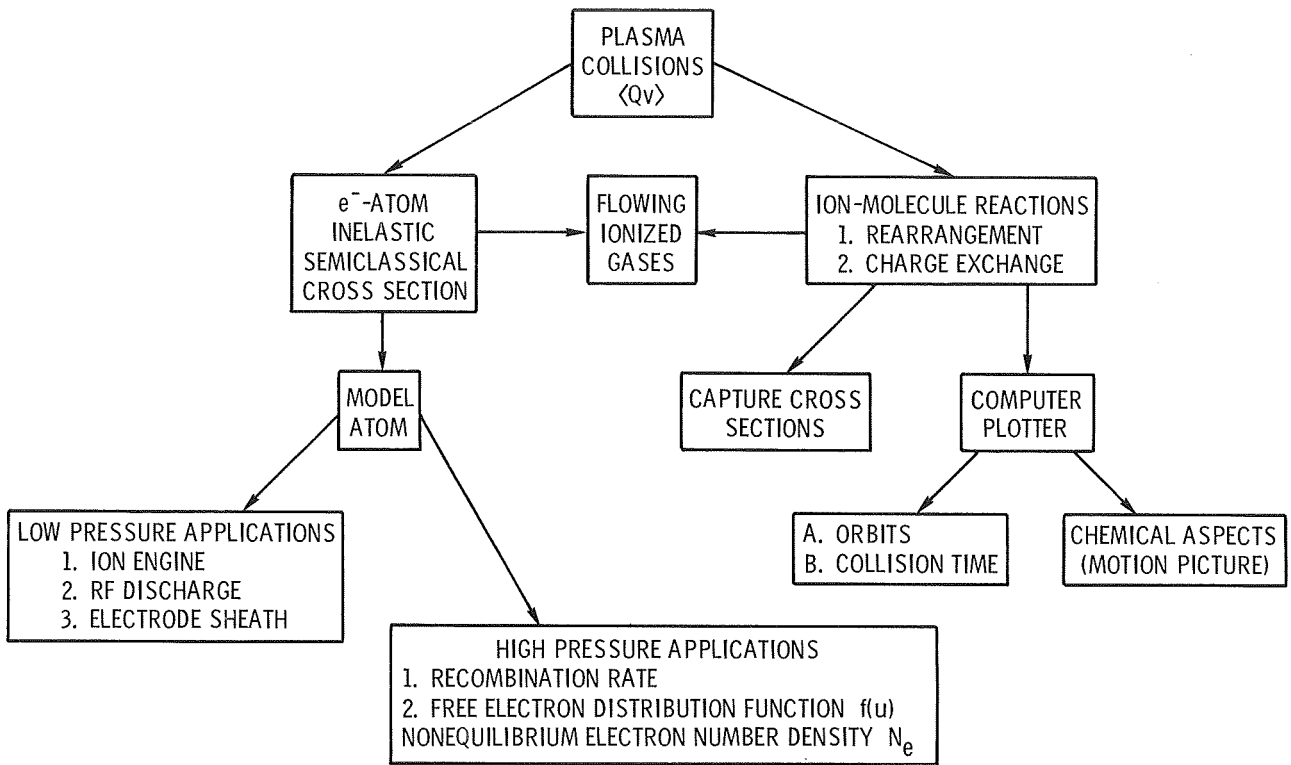 PLASMA
COLLISIONS
⟨Qv⟩
e⁻-ATOM
INELASTIC
SEMICLASSICAL
CROSS SECTION
FLOWING
IONIZED
GASES
ION-MOLECULE REACTIONS
1. REARRANGEMENT
2. CHARGE EXCHANGE
MODEL
ATOM
CAPTURE CROSS
SECTIONS
COMPUTER
PLOTTER
LOW PRESSURE APPLICATIONS
1. ION ENGINE
2. RF DISCHARGE
3. ELECTRODE SHEATH
A. ORBITS
B. COLLISION TIME
CHEMICAL ASPECTS
(MOTION PICTURE)
HIGH PRESSURE APPLICATIONS
1. RECOMBINATION RATE
2. FREE ELECTRON DISTRIBUTION FUNCTION f(u)
NONEQUILIBRIUM ELECTRON NUMBER DENSITY Nₑ